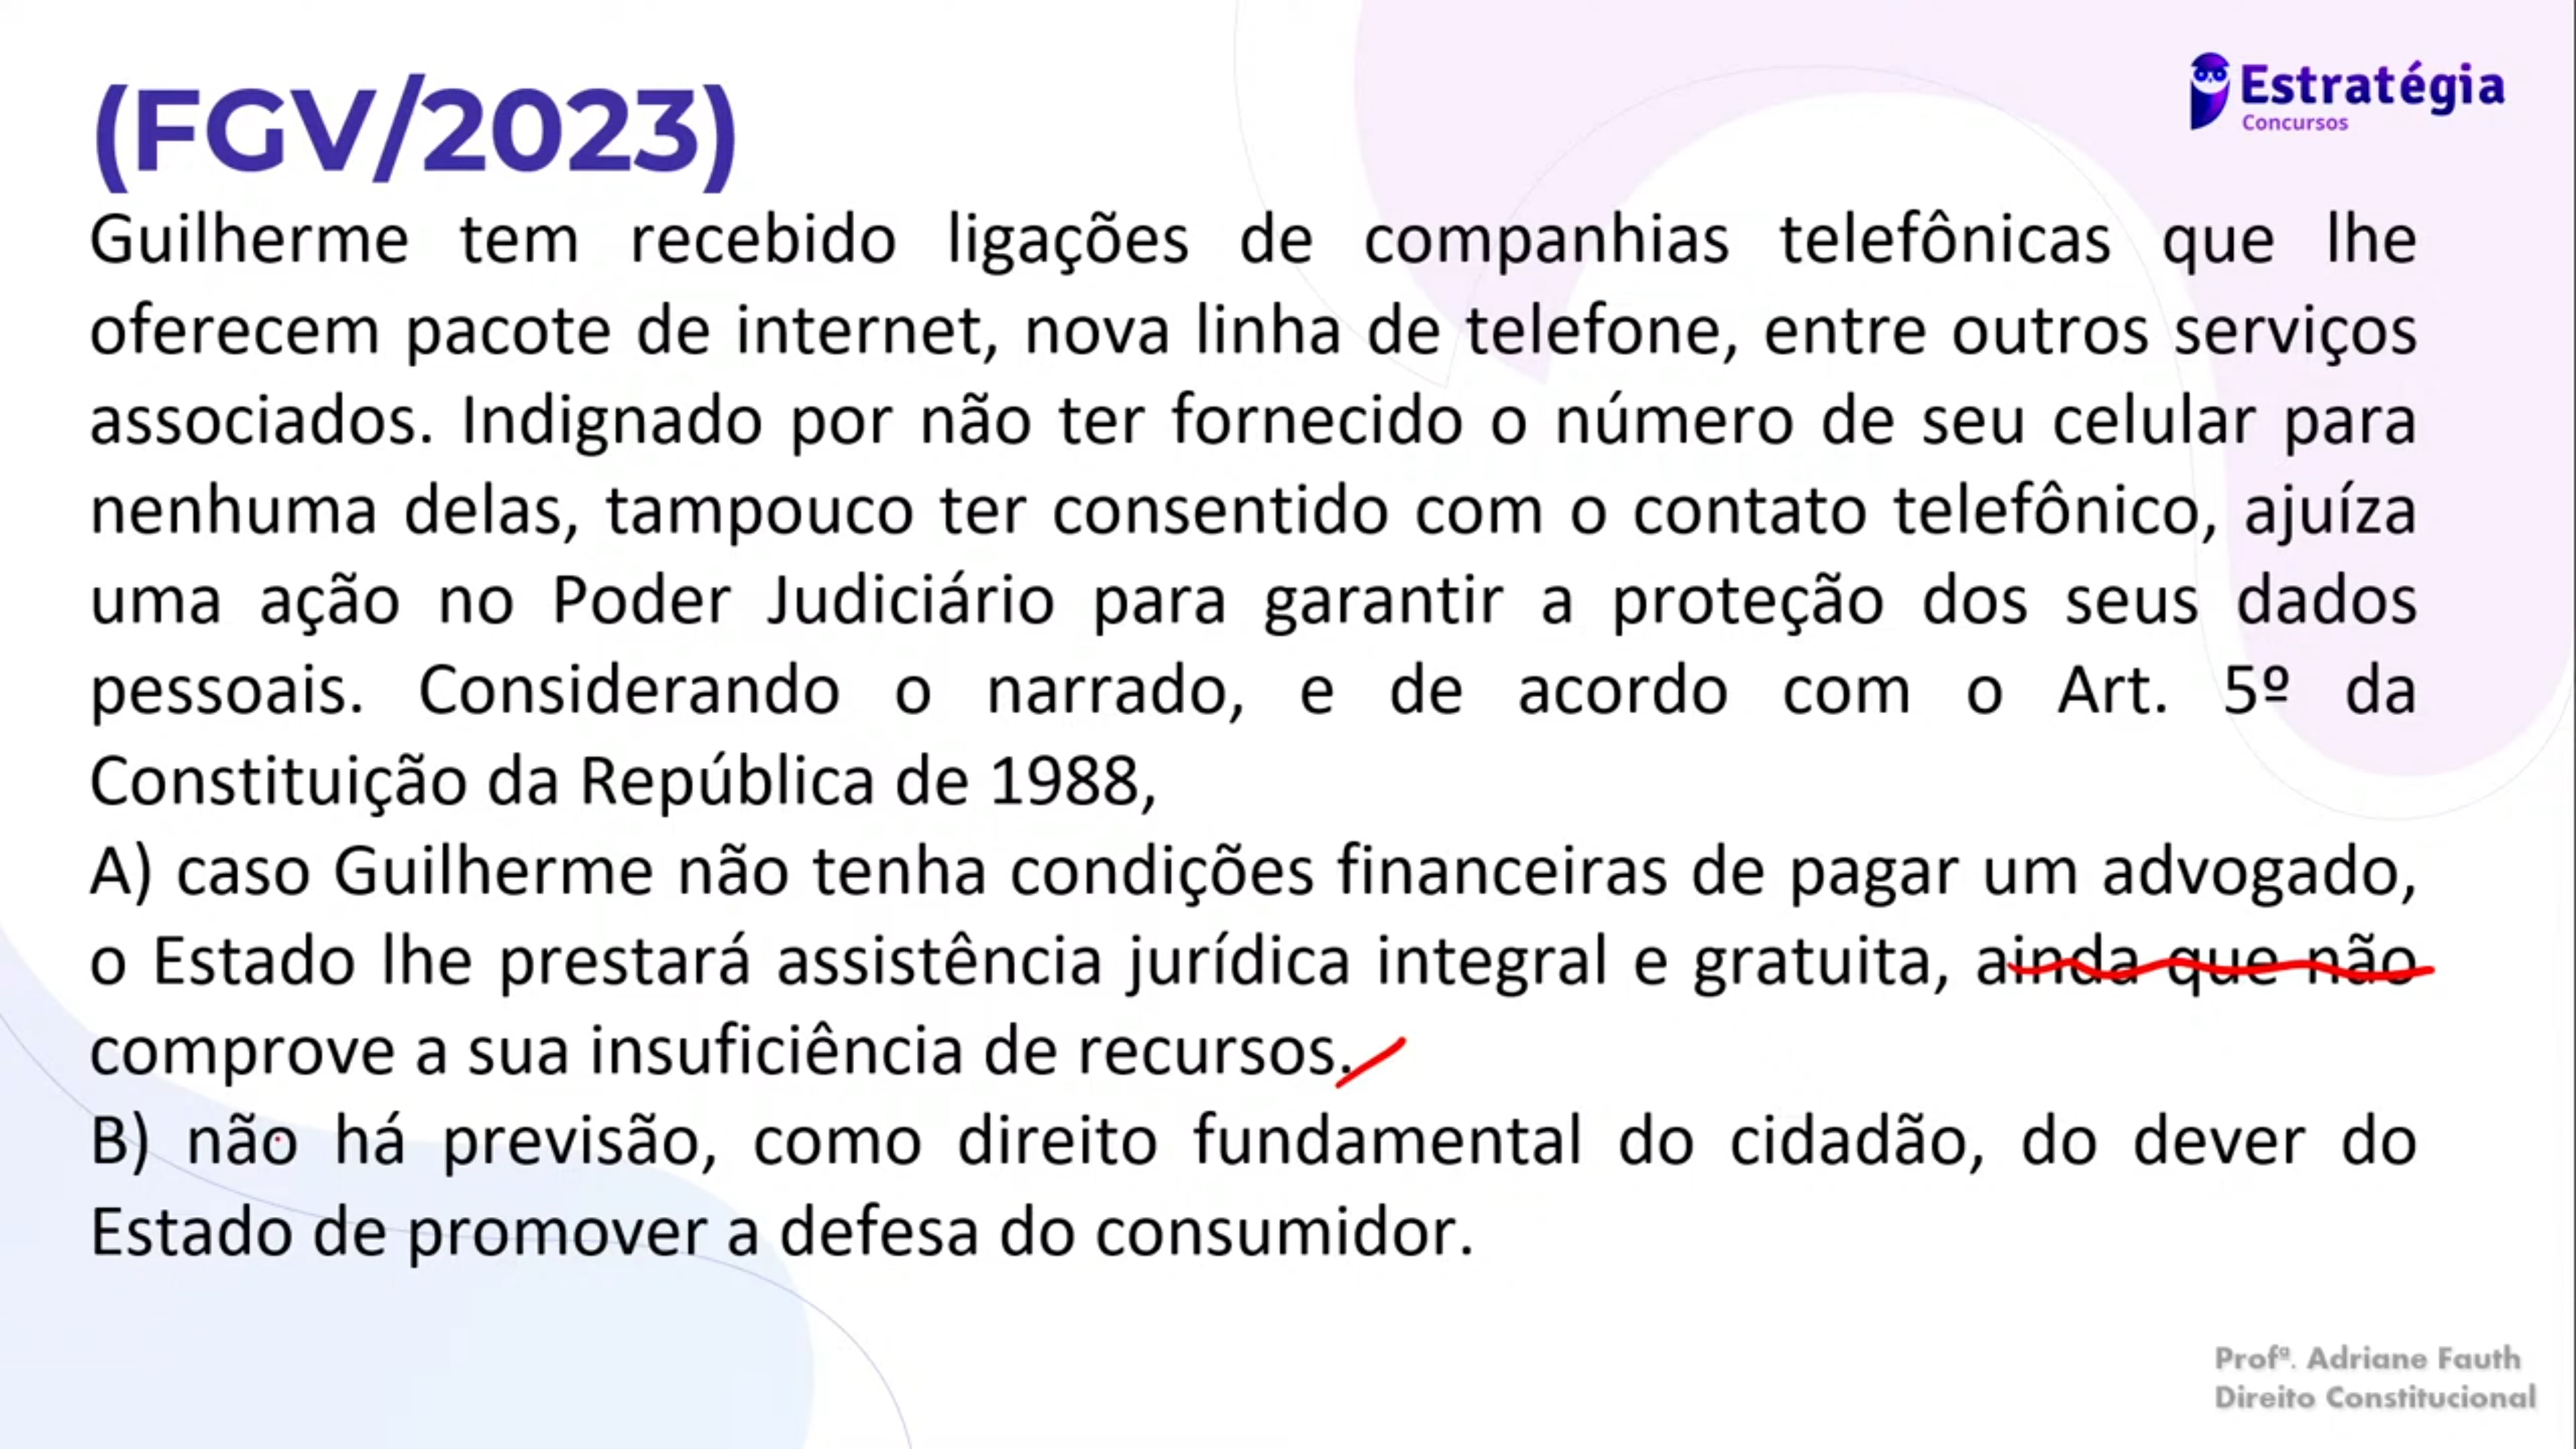 (FGV/2023)
Estratégia
Concursos
Guilherme tem recebido ligações de companhias telefônicas que lhe
oferecem pacote de internet, nova linha de telefone, entre outros serviços
associados. Indignado por não ter fornecido o número de seu celular para
nenhuma delas, tampouco ter consentido com o contato telefônico, ajuíza
uma ação no Poder Judiciário para garantir a proteção dos seus dados
pessoais. Considerando o narrado, e de acordo com o Art. 5º da
Constituição da República de 1988,
A) caso Guilherme não tenha condições financeiras de pagar um advogado,
o Estado lhe prestará assistência jurídica integral e gratuita, ainda que não
comprove a sua insuficiência de recursos.
B) não há previsão, como direito fundamental do cidadão, do dever do
Estado de promover a defesa do consumidor.
Profª. Adriane Fauth
Direito Constitucional